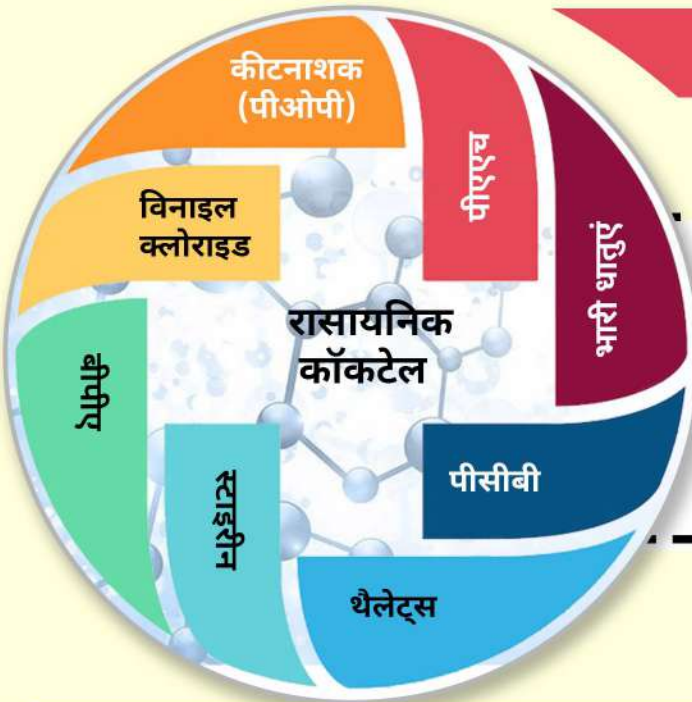 कीटनाशक
(पीओपी)
पीएएच
भारी धातुएं
विनाइल
क्लोराइड
रासायनिक
कॉकटेल
बीपीए
स्टाइरीन
पीसीबी
थैलेट्स